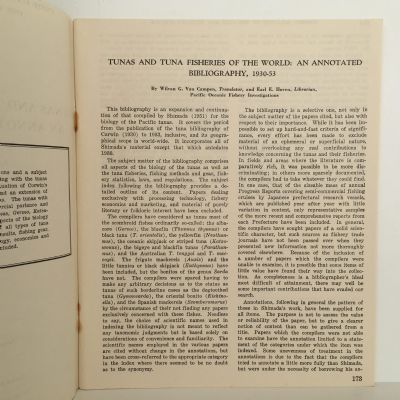 TUNAS AND TUNA FISHERIES OF THE WORLD: AN ANNOTATED
BIBLIOGRAPHY, 1930-53
By Wilvan G. Van Campen, Translator, and Earl E. Hoven, Librarian,
Pacific Oceanic Fishery Investigations
This bibliography is an expansion and continua-
tion of that compiled by Shimada (1951) for the
biology of the Pacific tunas. It covers the period
from the publication of the bibliography of
Corwin (1930) to 1953, inclusive, and its geograph-
ical scope is world-wide. It incorporates all of
Shimada's material except that which antedates
1930.
The subject matter of the bibliography comprises
all aspects of the biology of tunas as well as
the tuna fisheries, fishing methods and gear, fish-
ery statistics, laws, and regulations. The subject
index following the bibliography provides a de-
tailed outline of its content. Papers dealing
exclusively with processing technology, fishery
economics and marketing, and material of purely
literary or folklore interest have been excluded.
The compilers have considered as tunas most of
the scombroid fishes ordinarily so called: the alba-
core (Germo), the bluefin (Thunnus thynnus) or
black tuna (T. orientalis), the yellowfin (Neothun-
nus), the oceanic skipjack or striped tuna (Katsu-
wonus), the bigeye and blackfin tunas (Parathun-
nus), and the Australian T. tonggol and T. mac-
coyi. The frigate mackerels (Auxis) and the
little tunnies or black skipjack (Euthynnus) have
been included, but the bonitos of the genus Sarda
have not. The compilers were spared having to
make any arbitrary decisions as to the status as
tunas of such borderline cases as the dogtoothed
tuna (Gymnosarda), the oriental bonito (Kishino-
ella), and the Spanish mackerels (Scomberomorus)
by the circumstance of their not finding any papers
exclusively concerned with these fishes. Needless
to say, the choice of scientific names used in
indexing the bibliography is not meant to reflect
any taxonomic judgments but is based solely on
considerations of convenience and familiarity. The
scientific names employed in the various papers
are cited without change in the annotations, but
have been cross-referred to the appropriate category
in the index where there seemed to be no doubt
as to the synonymy.
The bibliography is a selective one, not only in
the subject matter of the papers cited, but also with
respect to their importance. While it has been im-
possible to set up hard-and-fast criteria of signifi-
cance, every effort has been made to exclude
material of an ephemeral or superficial nature,
without overlooking any real contributions to
knowledge concerning the tunas and their fisheries.
In fields and areas where the literature is com-
paratively rich, it was possible to be more dis-
criminating; in others more sparsely documented,
the compilers had to take whatever they could find.
In one case, that of the sizeable mass of annual
Progress Reports covering semi-commercial fishing
cruises by Japanese prefectural research vessels,
which are published year after year with little
variation in content, only representative samples
of the more recent and comprehensive reports from
each Prefecture have been included. In general,
the compilers have sought papers of a solid scien-
tific character, but such sources as fishery trade
journals have not been passed over when they
presented new information not more thoroughly
covered elsewhere. Because of the inclusion of
a number of papers which the compilers were
unable to examine, it is possible that some dupes of
little value have found their way into the collec-
tion. As completeness is a bibliographer's ideal
most difficult of attainment, there may well be
some important contributions that have evaded our
search.
Annotations, following in general the pattern of
those in Shimada's work, have been supplied for
all items. The purpose is not to assess the value
or reliability of the paper, but to give a clearer
notion of content than can be gathered from a
title. Papers which the compilers were not able
to examine have the annotation limited to a state-
ment of the categories under which the item was
indexed. Some unevenness of treatment in the
annotations is due to the fact that the compilers
tried to annotate a little more fully than Shimada,
but were under the necessity of borrowing his an-
173